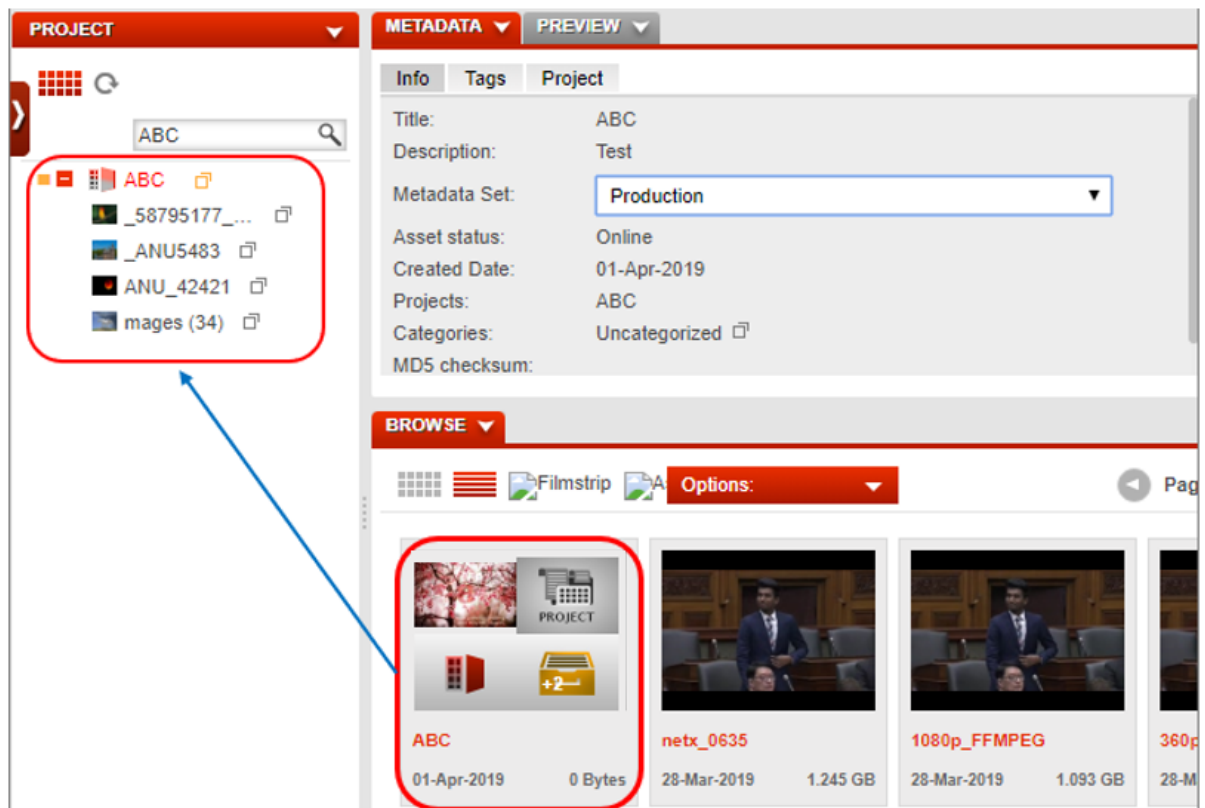 PROJECT
ABC
ABC
_58795177_...
_ANU5483
ANU_42421
mages (34)
METADATA
PREVIEW
Info Tags Project
Title: ABC
Description: Test
Metadata Set: Production
Asset status: Online
Created Date: 01-Apr-2019
Projects: ABC
Categories: Uncategorized
MD5 checksum:
BROWSE
Filmstrip A Options: Pag
PROJECT
+2
ABC
01-Apr-2019 0 Bytes
netx_0635
28-Mar-2019 1.245 GB
1080p_FFMPEG
28-Mar-2019 1.093 GB
360p
28-M